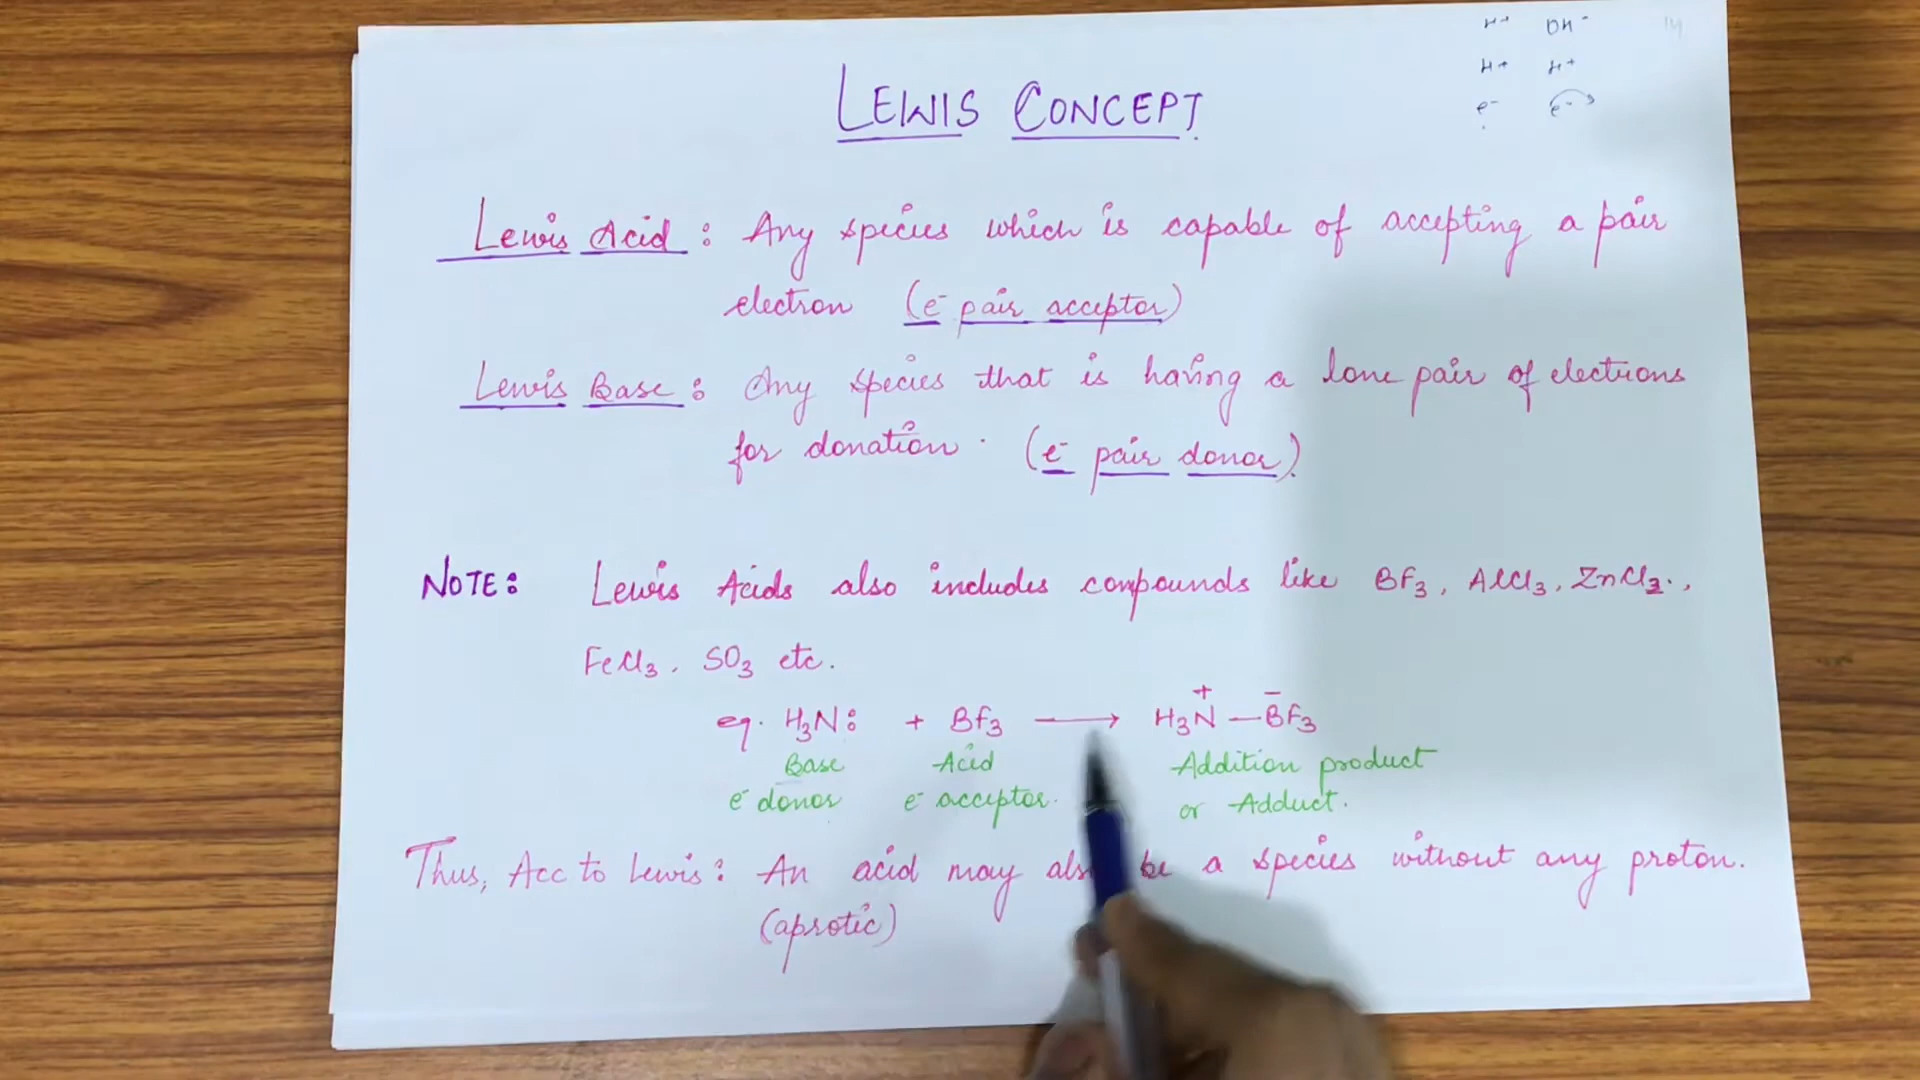 H+ OH-
14
H+ H+
e- e-
LEWIS CONCEPT
Lewis Acid : Any species which is capable of accepting a pair
electron (e- pair acceptor)
Lewis Base : Any species that is having a lone pair of electrons
for donation. (e- pair donor)
NOTE: Lewis Acids also includes compounds like BF3, AlCl3, ZnCl2.,
FeCl3, SO3 etc.
eg. H3N: + BF3 ⟶ H3N⁺—B⁻F3
Base Acid Addition product
e- donor e- acceptor. or Adduct.
Thus, Acc to Lewis: An acid may also be a species without any proton.
(aprotic)